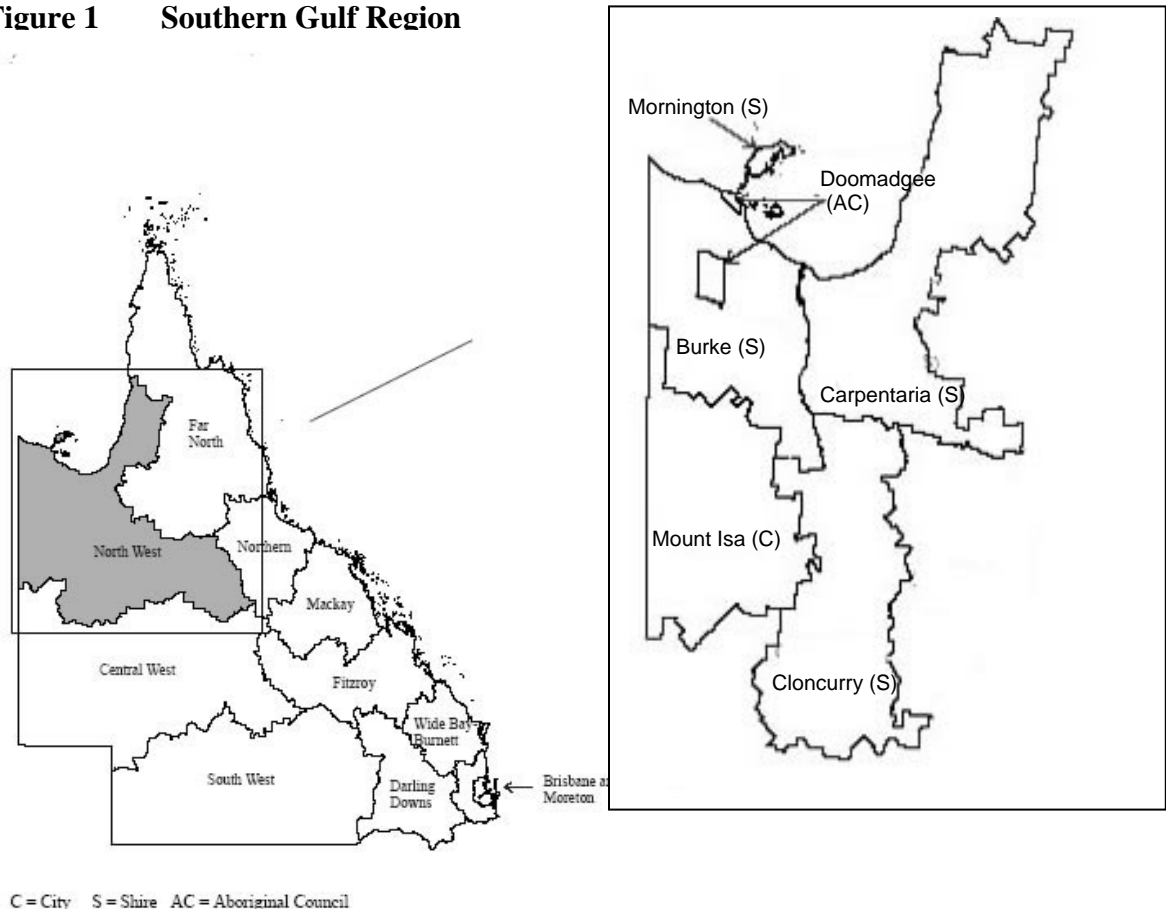 Figure 1 Southern Gulf Region
Mornington (S)
Doomadgee
(AC)
Burke (S)
Carpentaria (S)
Mount Isa (C)
Cloncurry (S)
Far
North
North West
Northern
Mackay
Central West
Fitzroy
Wide Bay-
Burnett
South West
Darling
Downs
Brisbane a
Moreton
C = City S = Shire AC = Aboriginal Council